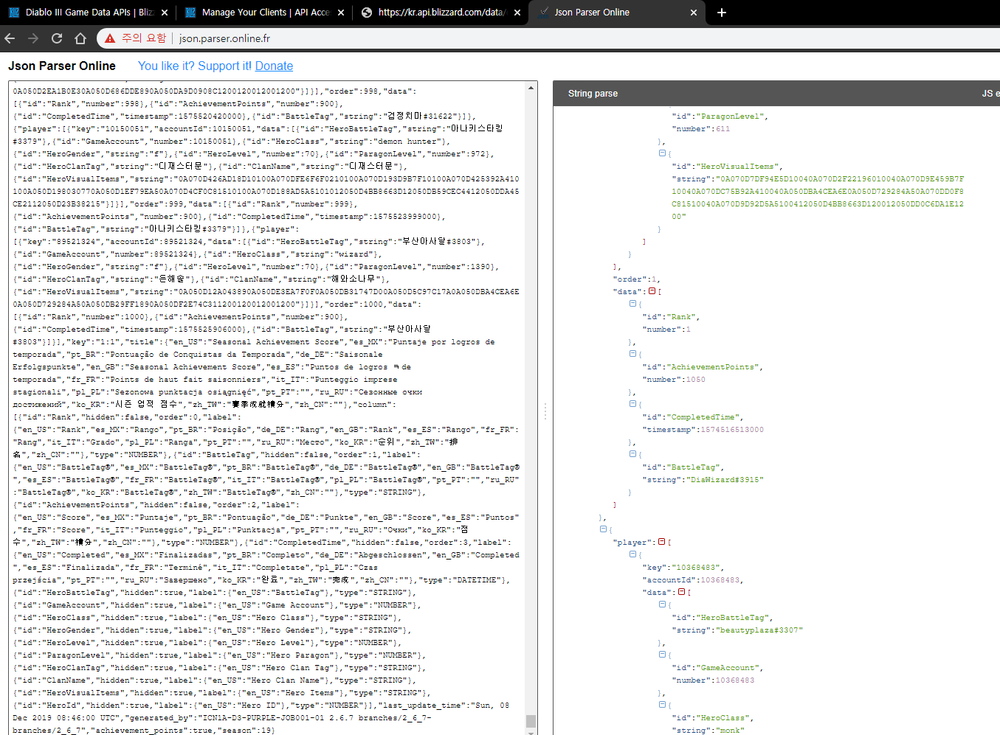 Diablo III Game Data APIs | Bliz
Manage Your Clients | API Acce
https://kr.api.blizzard.com/data/
Json Parser Online
주의 요함
json.parser.online.fr
Json Parser Online
You like it? Support it! Donate
0A050D2EA1B0E30A050D686DDE890A050DA9D0908C1200120012001200"}]}],"order":998,"data":
[{"id":"Rank","number":998},{"id":"AchievementPoints","number":900},
{"id":"CompletedTime","timestamp":1575520420000},{"id":"BattleTag","string":"검정치마#31622"}]},
{"player":[{"key":"10150051","accountId":10150051,"data":[{"id":"HeroBattleTag","string":"아나키스타킹
#3379"},{"id":"GameAccount","number":10150051},{"id":"HeroClass","string":"demon hunter"},
{"id":"HeroGender","string":"f"},{"id":"HeroLevel","number":70},{"id":"ParagonLevel","number":972},
{"id":"HeroClanTag","string":"디재스터문"},{"id":"ClanName","string":"디재스터문"},
{"id":"HeroVisualItems","string":"0A070D426AD18D10100A070DFE6F6F0210100A070D193D9B7F10100A070D425392A410
100A050D198030770A050D1EF79EA50A070D4CF0C81510100A070D188AD5A5101012050D4BB8663D12050DB59CEC4412050DDA45
CE2112050D23B38215"}]}],"order":999,"data":[{"id":"Rank","number":999},
{"id":"AchievementPoints","number":900},{"id":"CompletedTime","timestamp":1575523999000},
{"id":"BattleTag","string":"아나키스타킹#3379"}]},{"player":
[{"key":"89521324","accountId":89521324,"data":[{"id":"HeroBattleTag","string":"부산아사달#3803"},
{"id":"GameAccount","number":89521324},{"id":"HeroClass","string":"wizard"},
{"id":"HeroGender","string":"f"},{"id":"HeroLevel","number":70},{"id":"ParagonLevel","number":1390},
{"id":"HeroClanTag","string":"든해솔"},{"id":"ClanName","string":"해와소나무"},
{"id":"HeroVisualItems","string":"0A050D12A043890A050DE3EA7F0F0A050DB31747D00A050D5C97C17A0A050DBA4CEA6E
0A050D729284A50A050DB29FF1890A050DF2E74C311200120012001200"}]}],"order":1000,"data":
[{"id":"Rank","number":1000},{"id":"AchievementPoints","number":900},
{"id":"CompletedTime","timestamp":1575525906000},{"id":"BattleTag","string":"부산아사달
#3803"}]}],"key":"1:1","title":{"en_US":"Seasonal Achievement Score","es_MX":"Puntaje por logros de
temporada","pt_BR":"Pontuação de Conquistas da Temporada","de_DE":"Saisonale
Erfolgspunkte","en_GB":"Seasonal Achievement Score","es_ES":"Puntos de logros ㅋde
temporada","fr_FR":"Points de haut fait saisonniers","it_IT":"Punteggio imprese
stagionali","pl_PL":"Sezonowa punktacja osiągnięć","pt_PT":"","ru_RU":"Сезонные очки
достижений","ko_KR":"시즌 업적 점수","zh_TW":"賽季成就積分","zh_CN":""},"column":
[{"id":"Rank","hidden":false,"order":0,"label":
{"en_US":"Rank","es_MX":"Rango","pt_BR":"Posição","de_DE":"Rang","en_GB":"Rank","es_ES":"Rango","fr_FR":
"Rang","it_IT":"Grado","pl_PL":"Ranga","pt_PT":"","ru_RU":"Место","ko_KR":"순위","zh_TW":"排
名","zh_CN":""},"type":"NUMBER"},{"id":"BattleTag","hidden":false,"order":1,"label":
{"en_US":"BattleTag®","es_MX":"BattleTag®","pt_BR":"BattleTag®","de_DE":"BattleTag®","en_GB":"BattleTag®
","es_ES":"BattleTag®","fr_FR":"BattleTag®","it_IT":"BattleTag®","pl_PL":"BattleTag®","pt_PT":"","ru_RU"
:"BattleTag®","ko_KR":"BattleTag®","zh_TW":"BattleTag®","zh_CN":""},"type":"STRING"},
{"id":"AchievementPoints","hidden":false,"order":2,"label":
{"en_US":"Score","es_MX":"Puntaje","pt_BR":"Pontuação","de_DE":"Punkte","en_GB":"Score","es_ES":"Puntos"
,"fr_FR":"Score","it_IT":"Punteggio","pl_PL":"Punktacja","pt_PT":"","ru_RU":"Очки","ko_KR":"점
수","zh_TW":"積分","zh_CN":""},"type":"NUMBER"},{"id":"CompletedTime","hidden":false,"order":3,"label":
{"en_US":"Completed","es_MX":"Finalizadas","pt_BR":"Completo","de_DE":"Abgeschlossen","en_GB":"Completed
","es_ES":"Finalizada","fr_FR":"Terminé","it_IT":"Completate","pl_PL":"Czas
przejścia","pt_PT":"","ru_RU":"Завершено","ko_KR":"완료","zh_TW":"完成","zh_CN":""},"type":"DATETIME"},
{"id":"HeroBattleTag","hidden":true,"label":{"en_US":"BattleTag"},"type":"STRING"},
{"id":"GameAccount","hidden":true,"label":{"en_US":"Game Account"},"type":"NUMBER"},
{"id":"HeroClass","hidden":true,"label":{"en_US":"Hero Class"},"type":"STRING"},
{"id":"HeroGender","hidden":true,"label":{"en_US":"Hero Gender"},"type":"STRING"},
{"id":"HeroLevel","hidden":true,"label":{"en_US":"Hero Level"},"type":"NUMBER"},
{"id":"ParagonLevel","hidden":true,"label":{"en_US":"Hero Paragon"},"type":"NUMBER"},
{"id":"HeroClanTag","hidden":true,"label":{"en_US":"Hero Clan Tag"},"type":"STRING"},
{"id":"ClanName","hidden":true,"label":{"en_US":"Hero Clan Name"},"type":"STRING"},
{"id":"HeroVisualItems","hidden":true,"label":{"en_US":"Hero Items"},"type":"STRING"},
{"id":"HeroId","hidden":true,"label":{"en_US":"Hero ID"},"type":"NUMBER"}],"last_update_time":"Sun, 08
Dec 2019 08:46:00 UTC","generated_by":"ICN1A-D3-PURPLE-JOB001-01 2.6.7 branches/2_6_7-
branches/2_6_7","achievement_points":true,"season":19}
String parse
JS e
"id":"ParagonLevel",
"number":611
},
{
"id":"HeroVisualItems",
"string":"0A070D7DF94E5D10040A070D2F22196010040A070D9E459B7F
10040A070DC75B92A410040A050DBA4CEA6E0A050D729284A50A070DD0F8
C81510040A070D9D92D5A5100412050D4BB8663D120012050DD0C6DA1E12
00"
}
]
}
],
"order":1,
"data":[
{
"id":"Rank",
"number":1
},
{
"id":"AchievementPoints",
"number":1050
},
{
"id":"CompletedTime",
"timestamp":1574516513000
},
{
"id":"BattleTag",
"string":"DiaWizard#3915"
}
]
},
{
"player":[
{
"key":"10368483",
"accountId":10368483,
"data":[
{
"id":"HeroBattleTag",
"string":"beautyplaza#3307"
},
{
"id":"GameAccount",
"number":10368483
},
{
"id":"HeroClass",
"string":"monk"